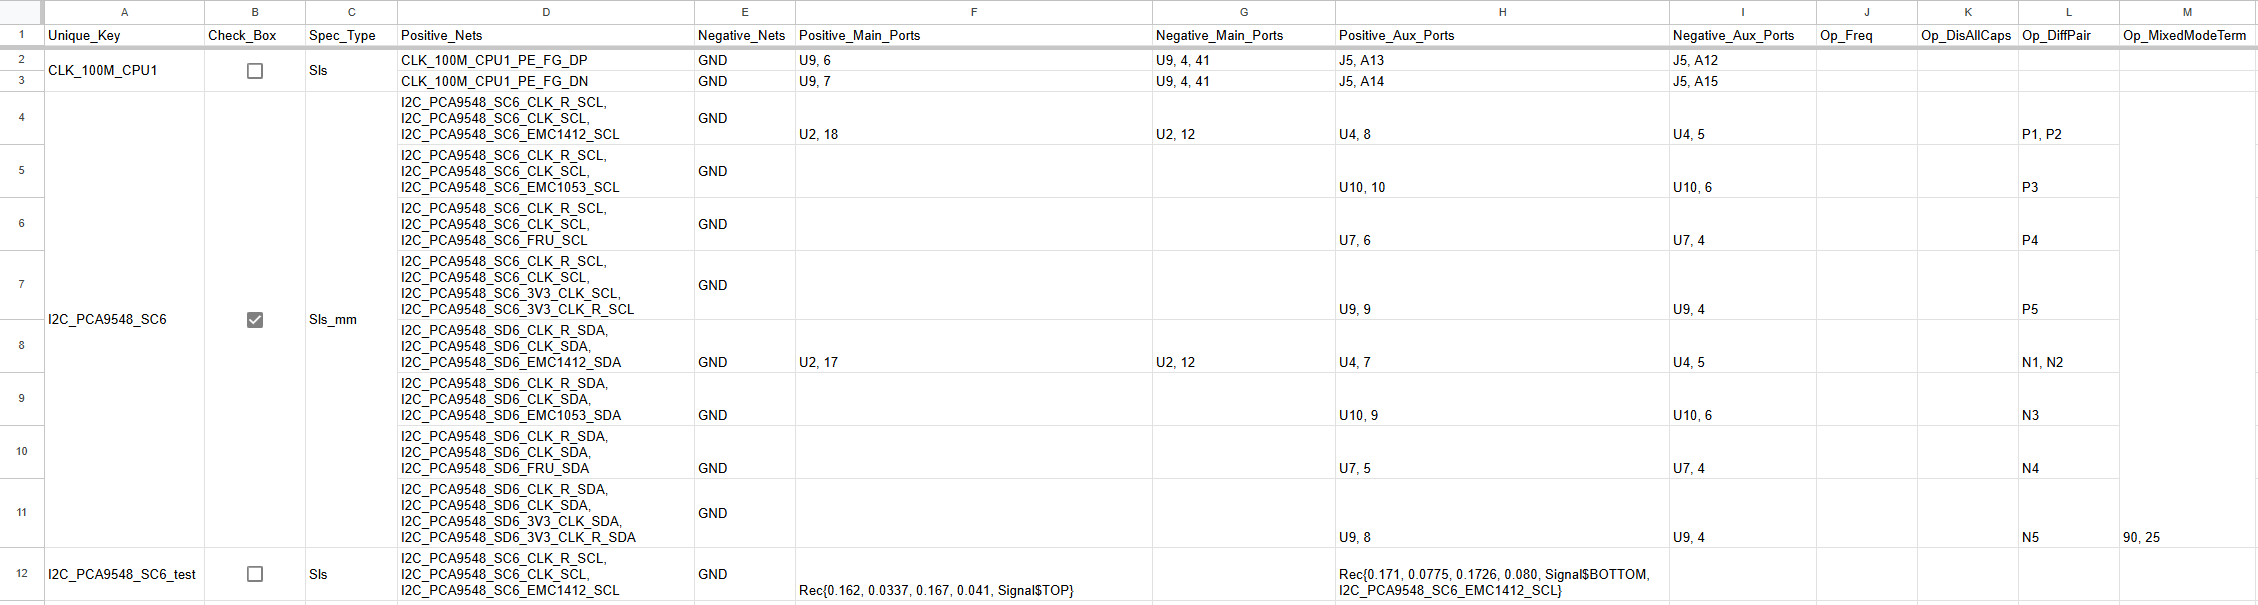 A B C D E F G H I J K L M
1 Unique_Key Check_Box Spec_Type Positive_Nets Negative_Nets Positive_Main_Ports Negative_Main_Ports Positive_Aux_Ports Negative_Aux_Ports Op_Freq Op_DisAllCaps Op_DiffPair Op_MixedModeTerm
2 CLK_100M_CPU1_PE_FG_DP GND U9, 6 U9, 4, 41 J5, A13 J5, A12
CLK_100M_CPU1 Sls
3 CLK_100M_CPU1_PE_FG_DN GND U9, 7 U9, 4, 41 J5, A14 J5, A15
I2C_PCA9548_SC6_CLK_R_SCL,
4 I2C_PCA9548_SC6_CLK_SCL, GND
I2C_PCA9548_SC6_EMC1412_SCL U2, 18 U2, 12 U4, 8 U4, 5 P1, P2
I2C_PCA9548_SC6_CLK_R_SCL,
5 I2C_PCA9548_SC6_CLK_SCL, GND
I2C_PCA9548_SC6_EMC1053_SCL U10, 10 U10, 6 P3
I2C_PCA9548_SC6_CLK_R_SCL,
6 I2C_PCA9548_SC6_CLK_SCL, GND
I2C_PCA9548_SC6_FRU_SCL U7, 6 U7, 4 P4
I2C_PCA9548_SC6_CLK_R_SCL,
7 I2C_PCA9548_SC6_CLK_SCL, GND
I2C_PCA9548_SC6_3V3_CLK_SCL,
I2C_PCA9548_SC6_3V3_CLK_R_SCL U9, 9 U9, 4 P5
I2C_PCA9548_SC6 Sls_mm
I2C_PCA9548_SD6_CLK_R_SDA,
8 I2C_PCA9548_SD6_CLK_SDA,
I2C_PCA9548_SD6_EMC1412_SDA GND U2, 17 U2, 12 U4, 7 U4, 5 N1, N2
I2C_PCA9548_SD6_CLK_R_SDA,
9 I2C_PCA9548_SD6_CLK_SDA,
I2C_PCA9548_SD6_EMC1053_SDA GND U10, 9 U10, 6 N3
I2C_PCA9548_SD6_CLK_R_SDA,
10 I2C_PCA9548_SD6_CLK_SDA,
I2C_PCA9548_SD6_FRU_SDA GND U7, 5 U7, 4 N4
I2C_PCA9548_SD6_CLK_R_SDA,
11 I2C_PCA9548_SD6_CLK_SDA, GND
I2C_PCA9548_SD6_3V3_CLK_SDA,
I2C_PCA9548_SD6_3V3_CLK_R_SDA U9, 8 U9, 4 N5 90, 25
I2C_PCA9548_SC6_CLK_R_SCL,
12 I2C_PCA9548_SC6_test Sls I2C_PCA9548_SC6_CLK_SCL, GND Rec{0.171, 0.0775, 0.1726, 0.080, Signal$BOTTOM,
I2C_PCA9548_SC6_EMC1412_SCL Rec{0.162, 0.0337, 0.167, 0.041, Signal$TOP} I2C_PCA9548_SC6_EMC1412_SCL}